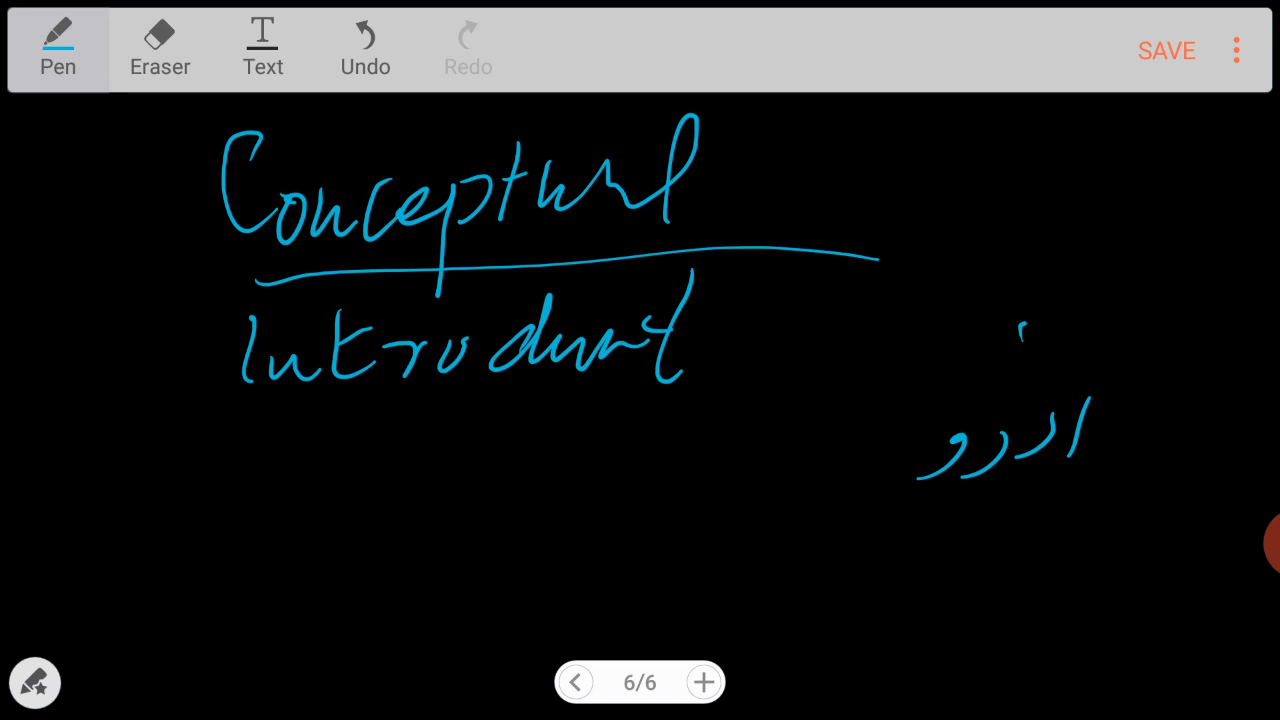 Pen Eraser Text Undo Redo SAVE
Conceptual
اردو
6/6